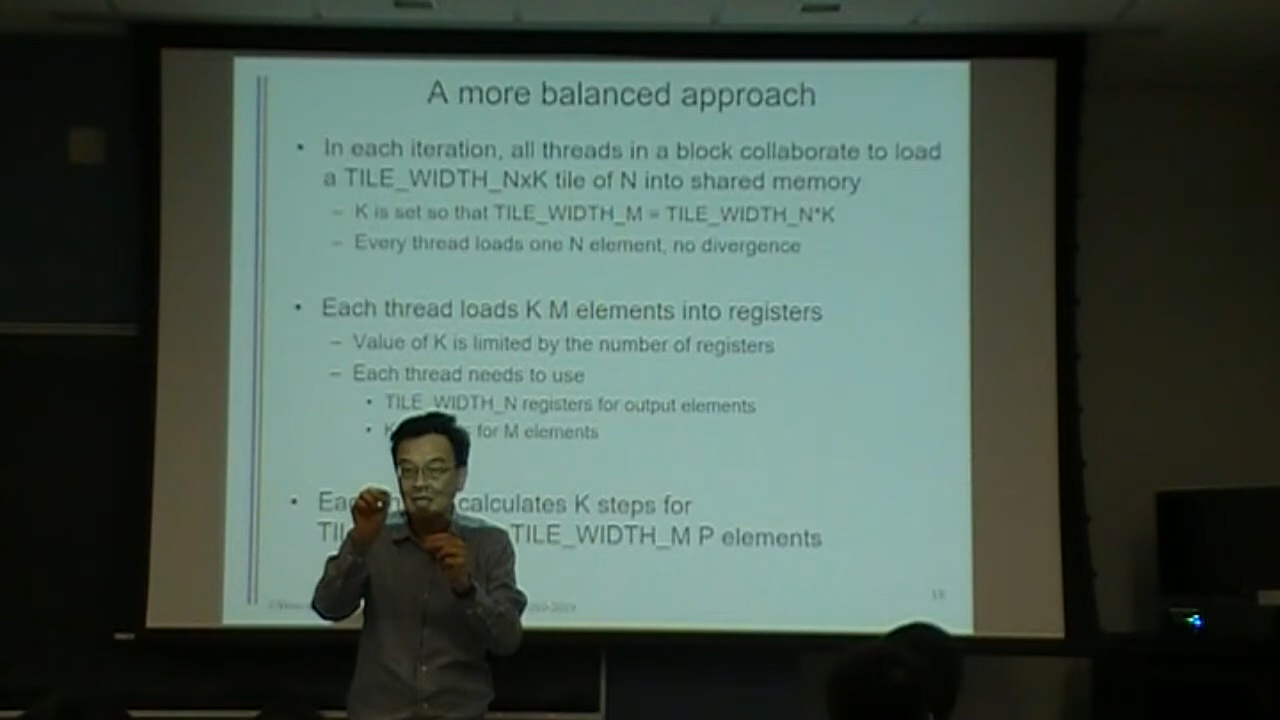 A more balanced approach
• In each iteration, all threads in a block collaborate to load
a TILE_WIDTH_NxK tile of N into shared memory
– K is set so that TILE_WIDTH_M = TILE_WIDTH_N*K
– Every thread loads one N element, no divergence
• Each thread loads K M elements into registers
– Value of K is limited by the number of registers
– Each thread needs to use
• TILE_WIDTH_N registers for output elements
• K for M elements
• calculates K steps for
TILE_WIDTH_M P elements